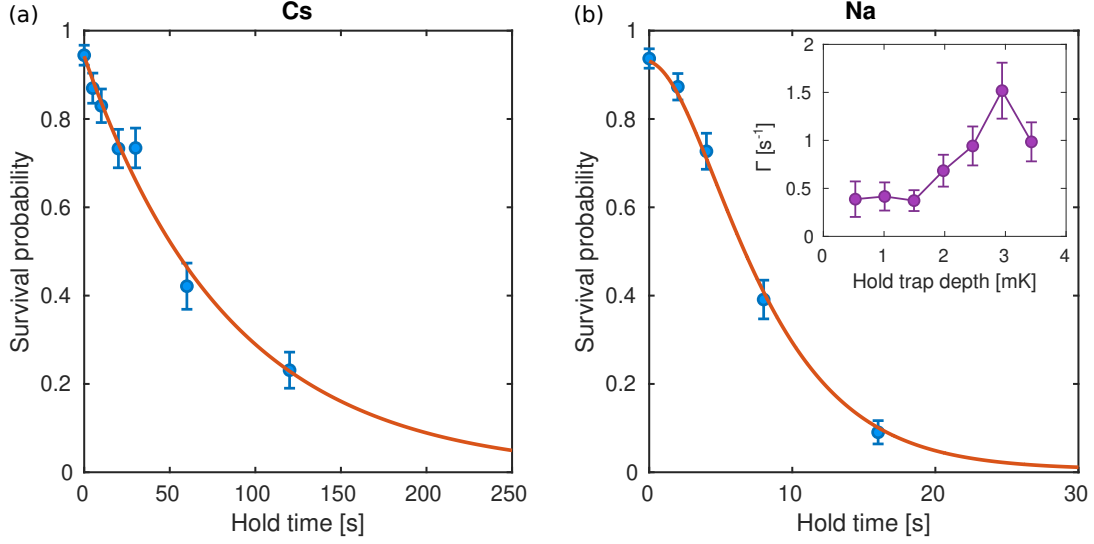 (a)
Cs
1
0.8
0.6
0.4
0.2
0
Survival probability
0 50 100 150 200 250
Hold time [s]
(b)
Na
1
0.8
0.6
0.4
0.2
0
Survival probability
0 10 20 30
Hold time [s]
2
1.5
1
0.5
0
Γ [s⁻¹]
0 1 2 3 4
Hold trap depth [mK]